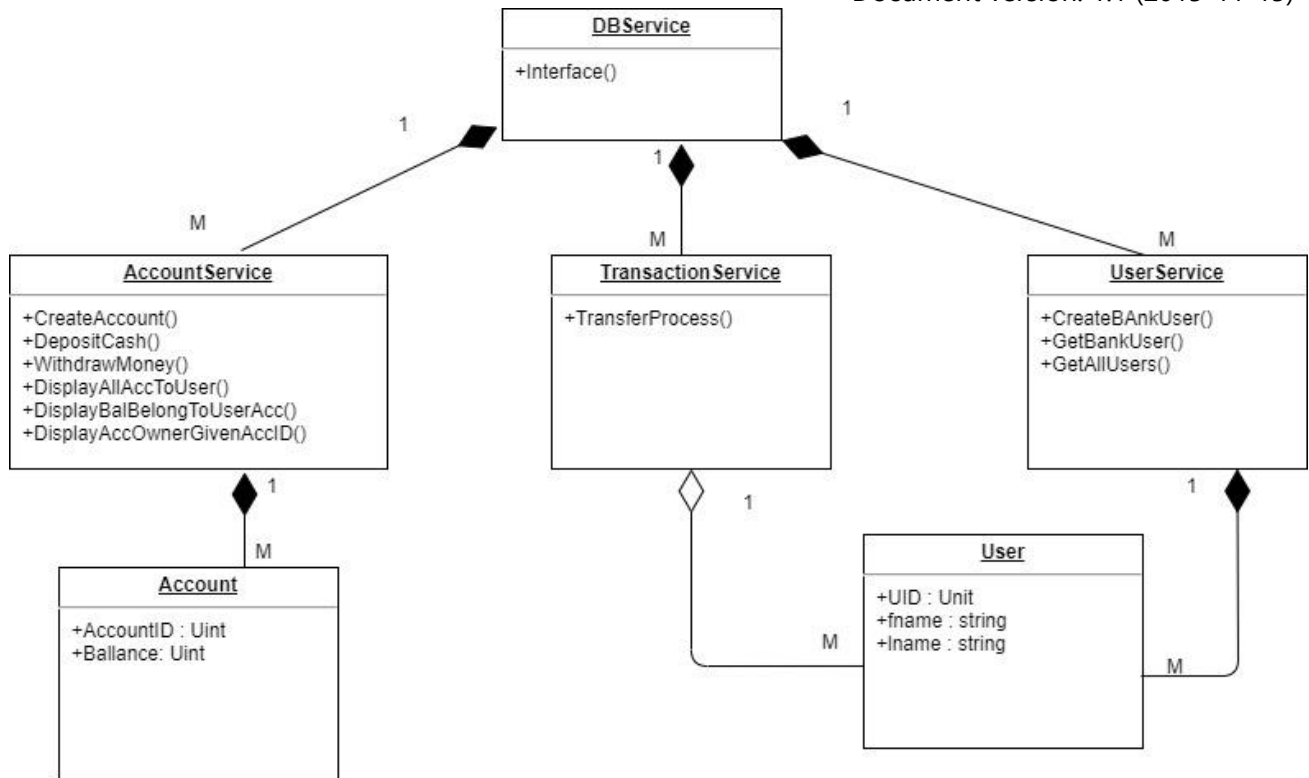 DBService
+Interface()
1
1
1
M
M
M
AccountService
+CreateAccount()
+DepositCash()
+WithdrawMoney()
+DisplayAllAccToUser()
+DisplayBalBelongToUserAcc()
+DisplayAccOwnerGivenAccID()
TransactionService
+TransferProcess()
UserService
+CreateBAnkUser()
+GetBankUser()
+GetAllUsers()
1
1
1
M
Account
+AccountID : Uint
+Ballance: Uint
User
+UID : Unit
+fname : string
+lname : string
M
M